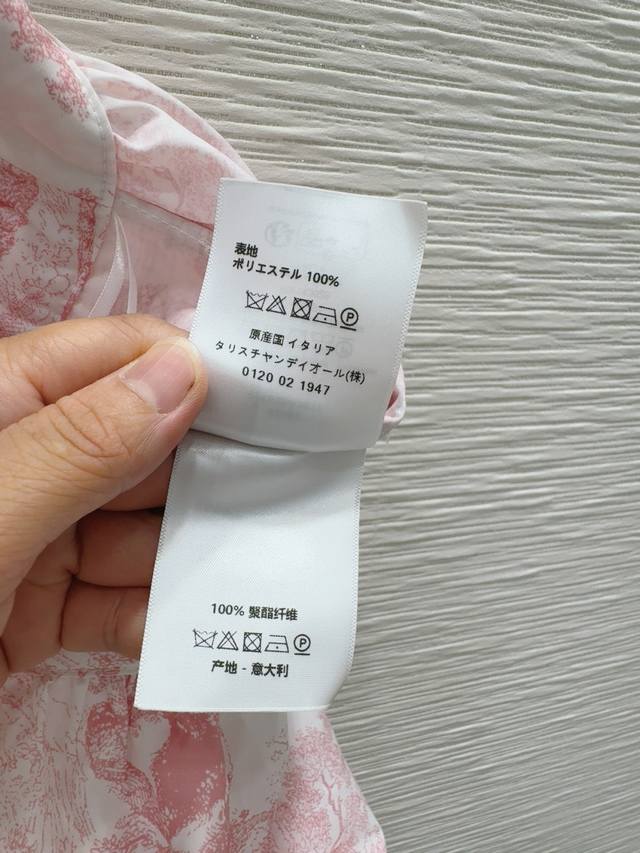 表地
ポリエステル 100%
P
原産国 イタリア
タリスチャンディオール(株)
0120 02 1947
100% 聚酯纤维
P
产地 - 意大利